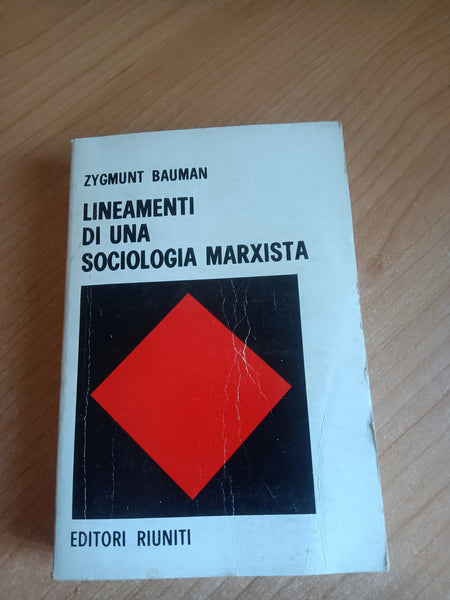 ZYGMUNT BAUMAN
LINEAMENTI
DI UNA
SOCIOLOGIA MARXISTA
EDITORI RIUNITI